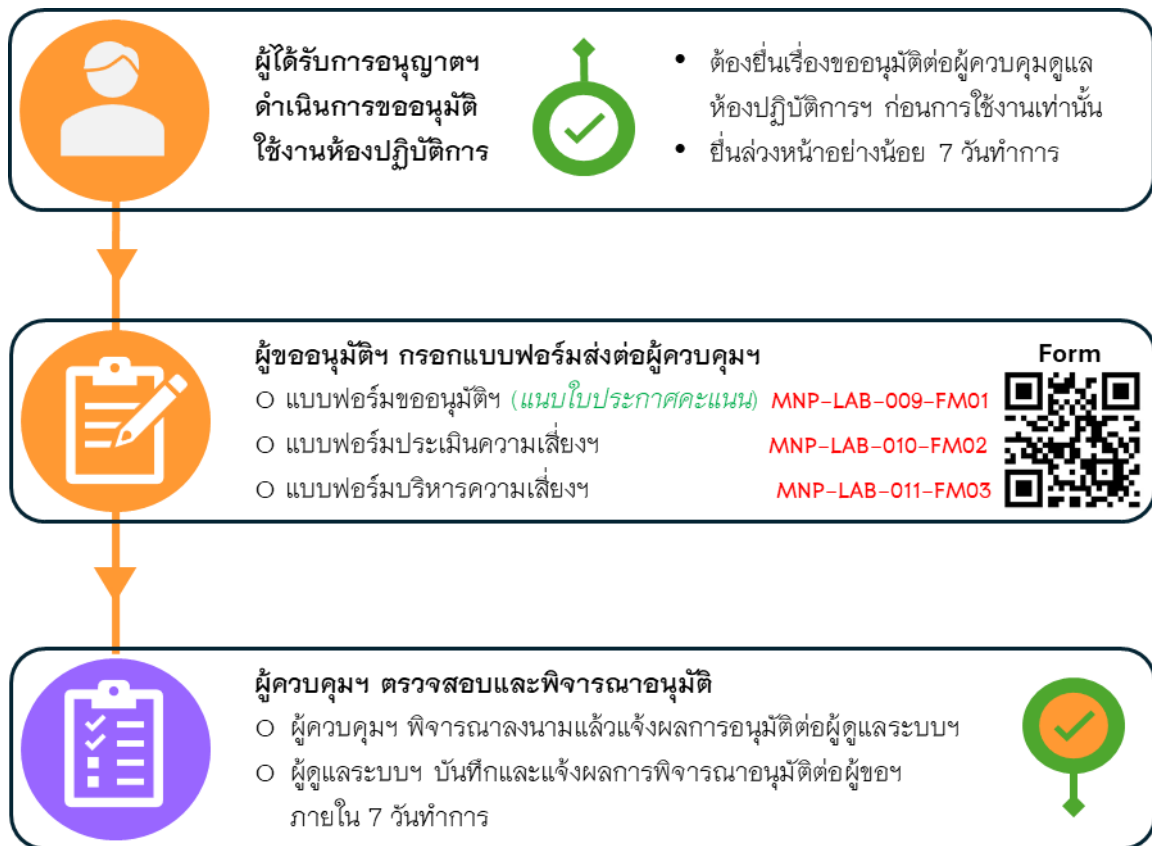 ผู้ได้รับการอนุญาตฯ
ดำเนินการขออนุมัติ
ใช้งานห้องปฏิบัติการ
• ต้องยื่นเรื่องขออนุมัติต่อผู้ควบคุมดูแล
ห้องปฏิบัติการฯ ก่อนการใช้งานเท่านั้น
• ยื่นล่วงหน้าอย่างน้อย 7 วันทำการ
ผู้ขออนุมัติฯ กรอกแบบฟอร์มส่งต่อผู้ควบคุมฯ
Form
O แบบฟอร์มขออนุมัติฯ (แนบใบประกาศคะแนน) MNP-LAB-009-FM01
O แบบฟอร์มประเมินความเสี่ยงฯ MNP-LAB-010-FM02
O แบบฟอร์มบริหารความเสี่ยงฯ MNP-LAB-011-FM03
ผู้ควบคุมฯ ตรวจสอบและพิจารณาอนุมัติ
O ผู้ควบคุมฯ พิจารณาลงนามแล้วแจ้งผลการอนุมัติต่อผู้ดูแลระบบฯ
O ผู้ดูแลระบบฯ บันทึกและแจ้งผลการพิจารณาอนุมัติต่อผู้ขอฯ
ภายใน 7 วันทำการ